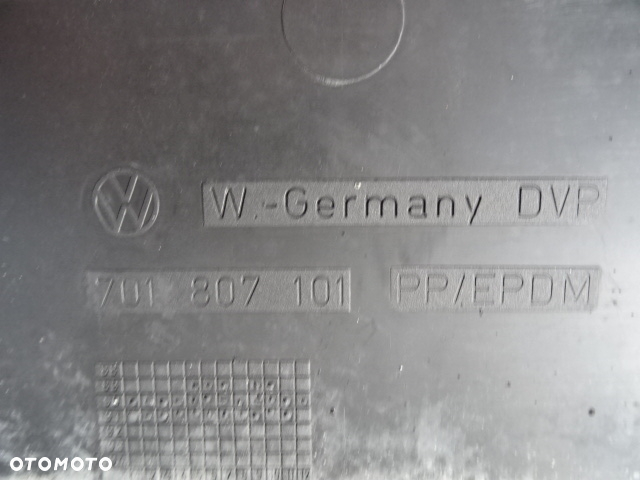 W.-Germany DVP
701 807 101 PP/EPDM
OTOMOTO